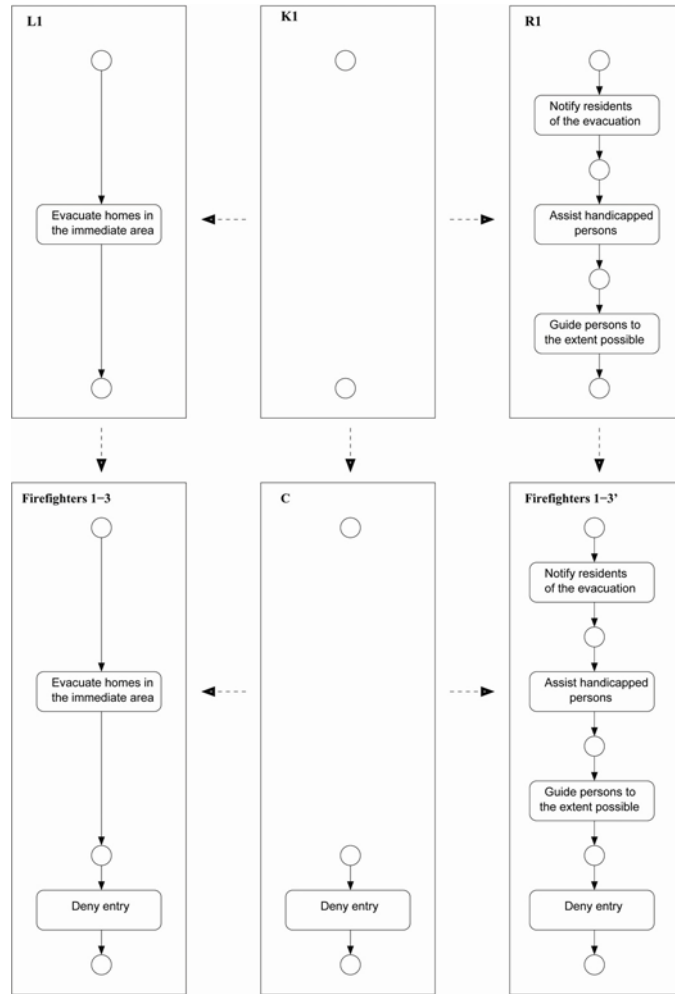 L1
K1
R1
Notify residents
of the evacuation
Evacuate homes in
the immediate area
Assist handicapped
persons
Guide persons to
the extent possible
Firefighters 1−3
C
Firefighters 1−3’
Notify residents
of the evacuation
Evacuate homes in
the immediate area
Assist handicapped
persons
Guide persons to
the extent possible
Deny entry
Deny entry
Deny entry